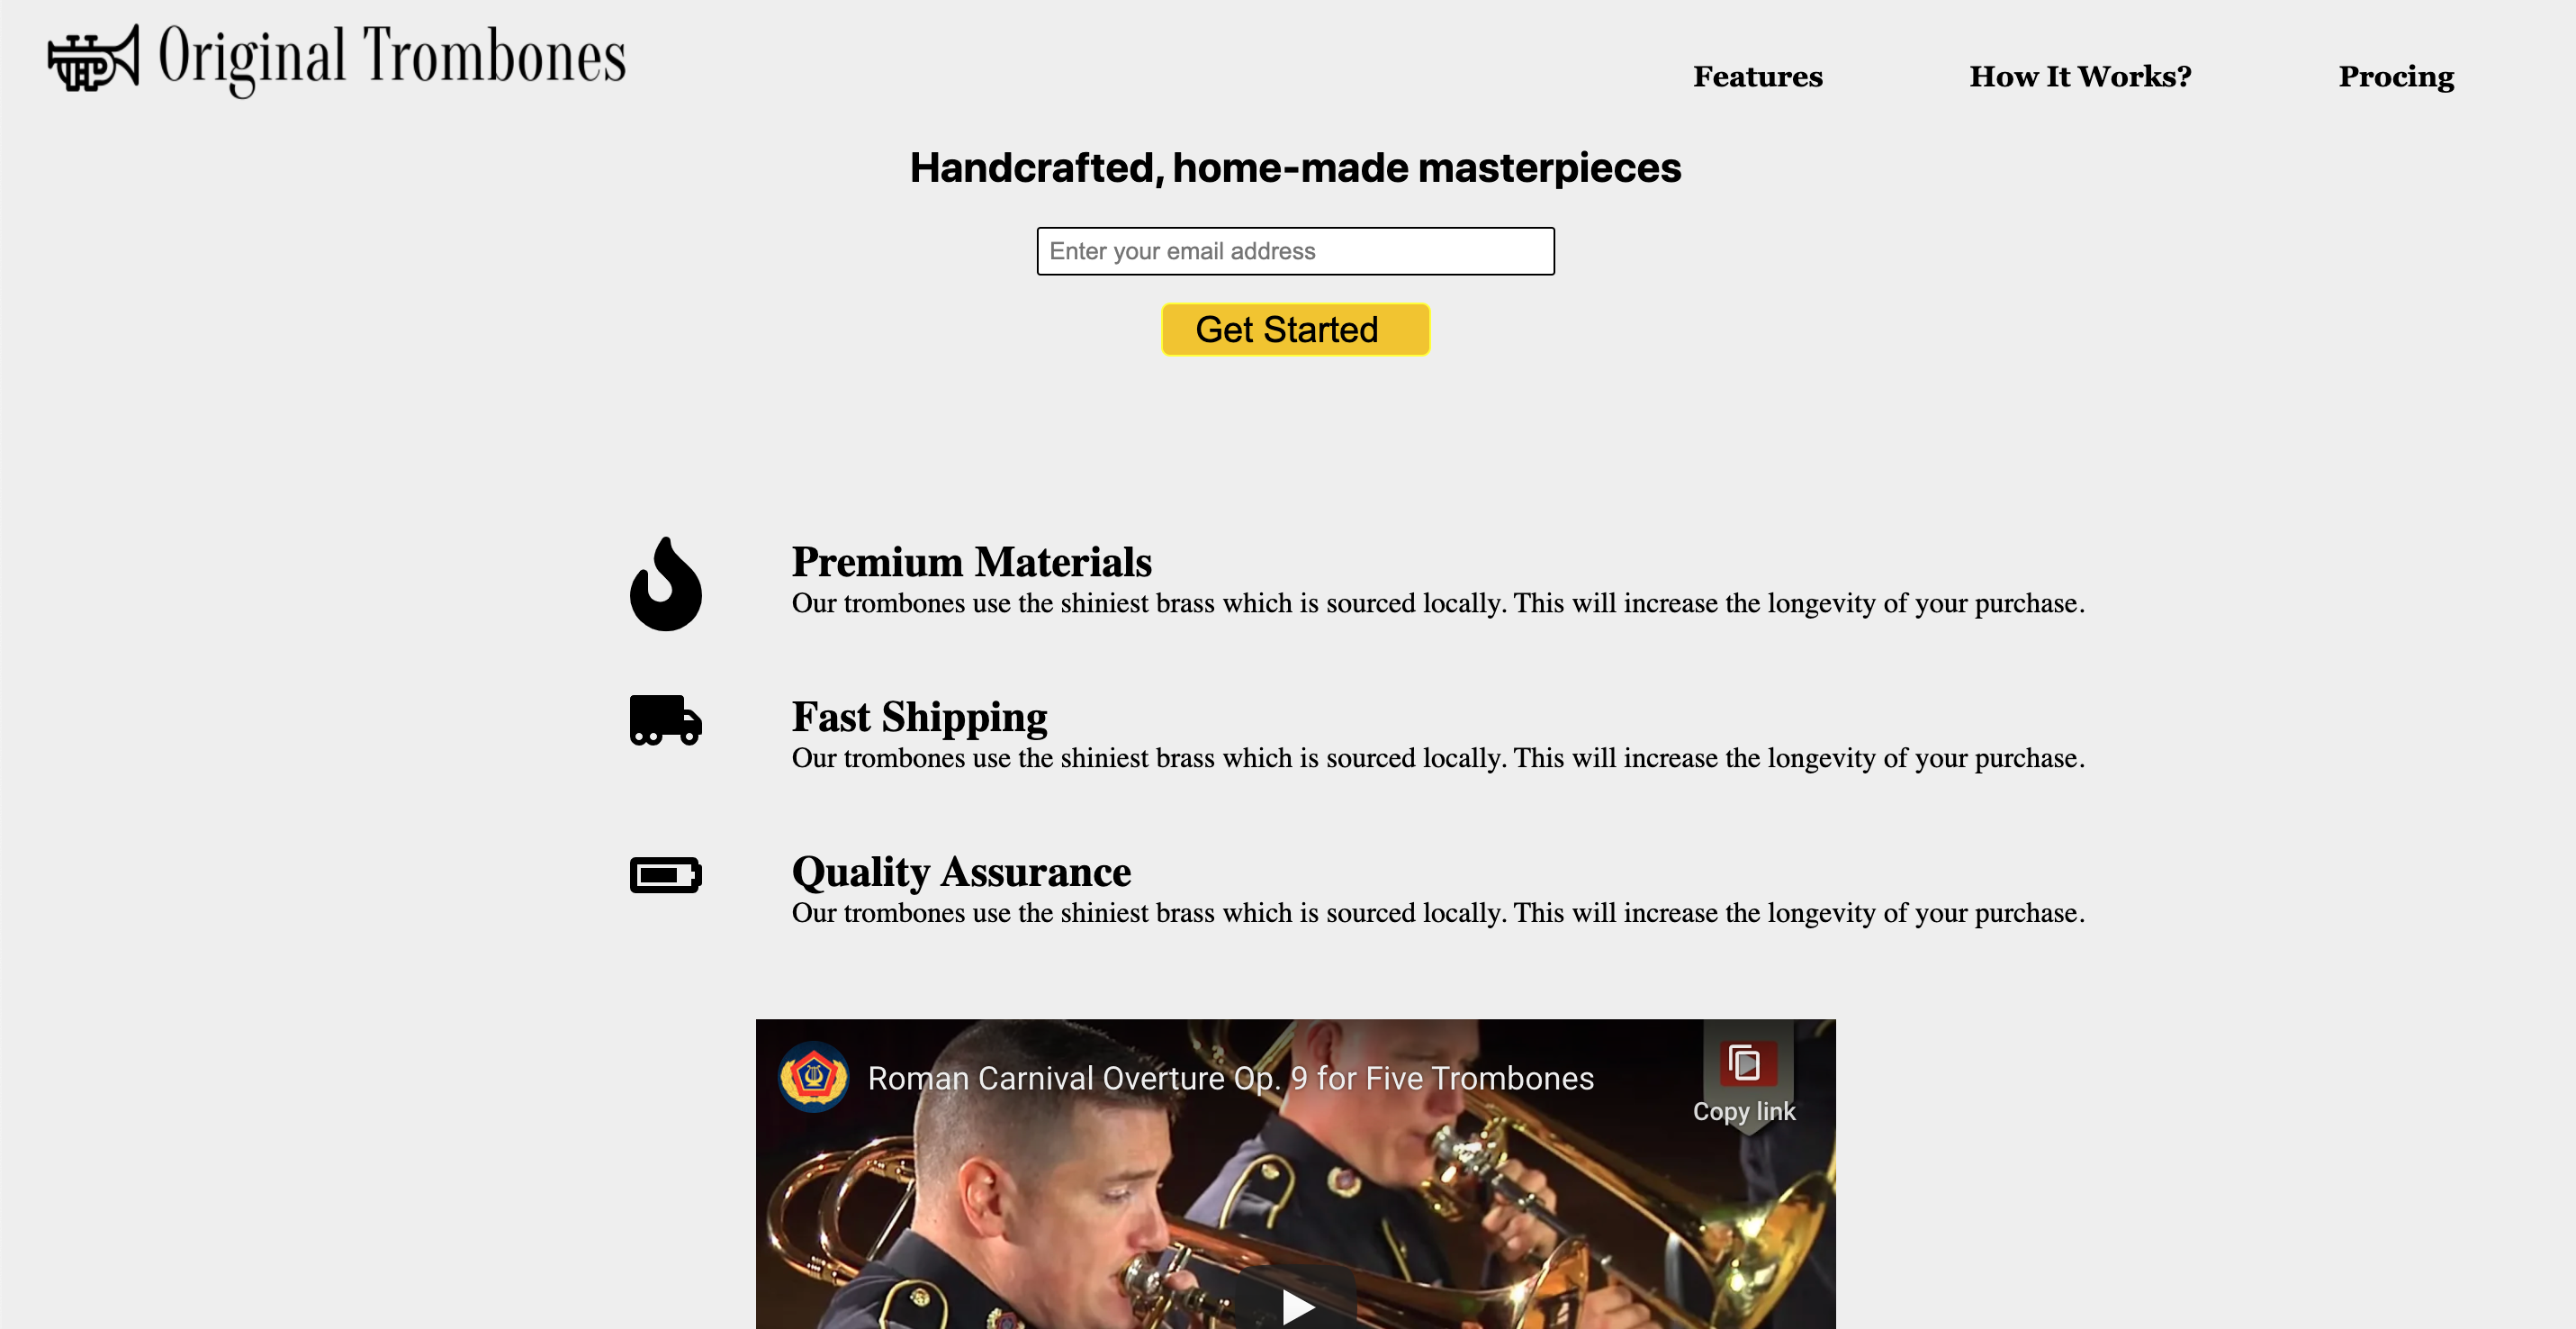 Original Trombones
Features
How It Works?
Procing
Handcrafted, home-made masterpieces
Enter your email address
Get Started
Premium Materials
Our trombones use the shiniest brass which is sourced locally. This will increase the longevity of your purchase.
Fast Shipping
Our trombones use the shiniest brass which is sourced locally. This will increase the longevity of your purchase.
Quality Assurance
Our trombones use the shiniest brass which is sourced locally. This will increase the longevity of your purchase.
Roman Carnival Overture Op. 9 for Five Trombones
Copy link